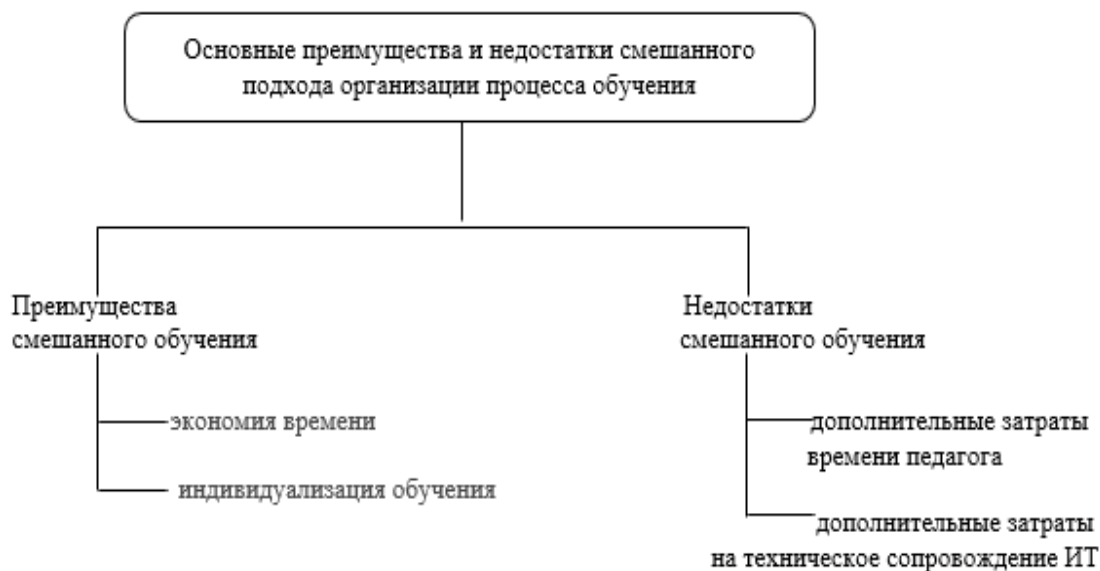 Основные преимущества и недостатки смешанного
подхода организации процесса обучения
Преимущества
смешанного обучения
экономия времени
индивидуализация обучения
Недостатки
смешанного обучения
дополнительные затраты
времени педагога
дополнительные затраты
на техническое сопровождение ИТ